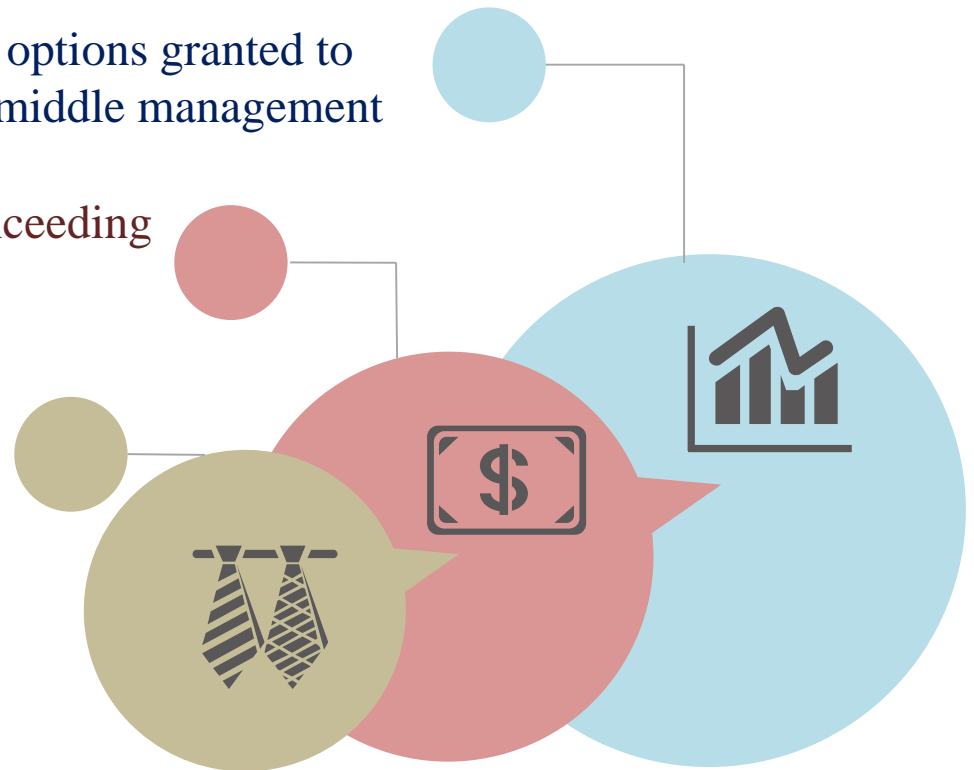 options granted to
middle management
ceeding
$